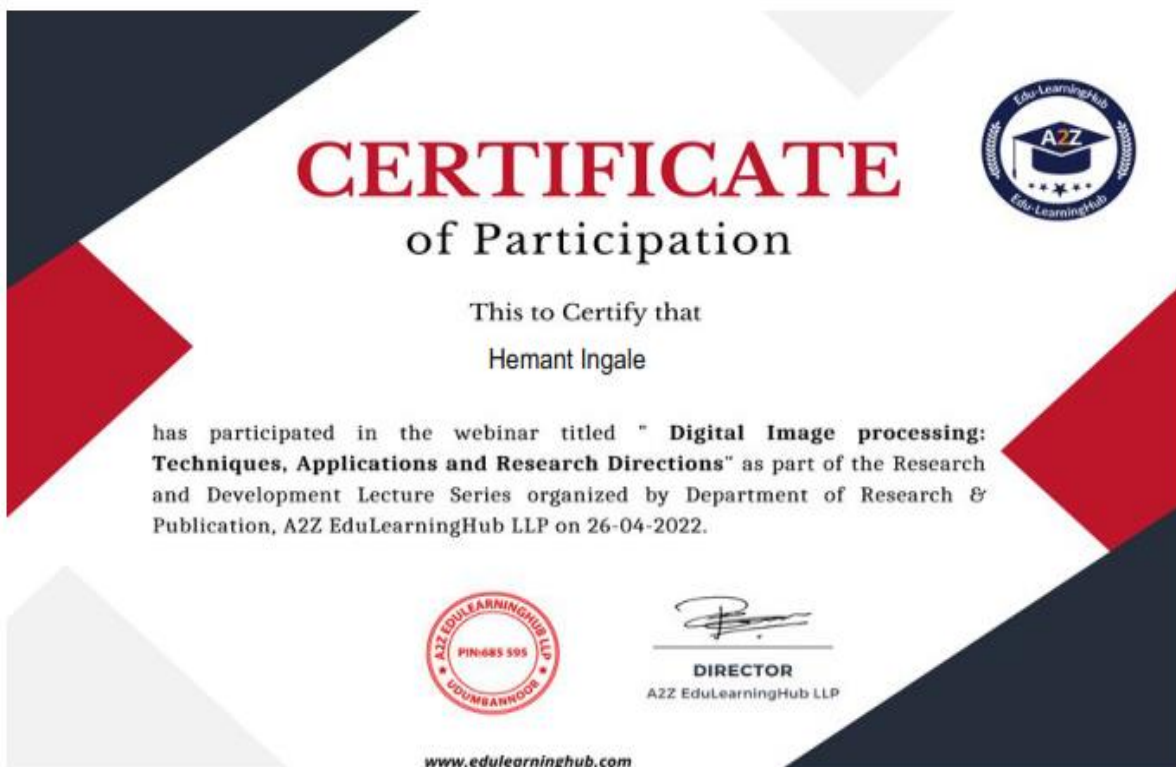 Edu-LearningHub
A2Z
Edu-LearningHub
CERTIFICATE
of Participation
This to Certify that
Hemant Ingale
has participated in the webinar titled " Digital Image processing:
Techniques, Applications and Research Directions" as part of the Research
and Development Lecture Series organized by Department of Research &
Publication, A2Z EduLearningHub LLP on 26-04-2022.
A2Z EDULEARNINGHUB LLP
PIN:685 595
UDUMBANNOOR
DIRECTOR
A2Z EduLearningHub LLP
www.edulearninghub.com